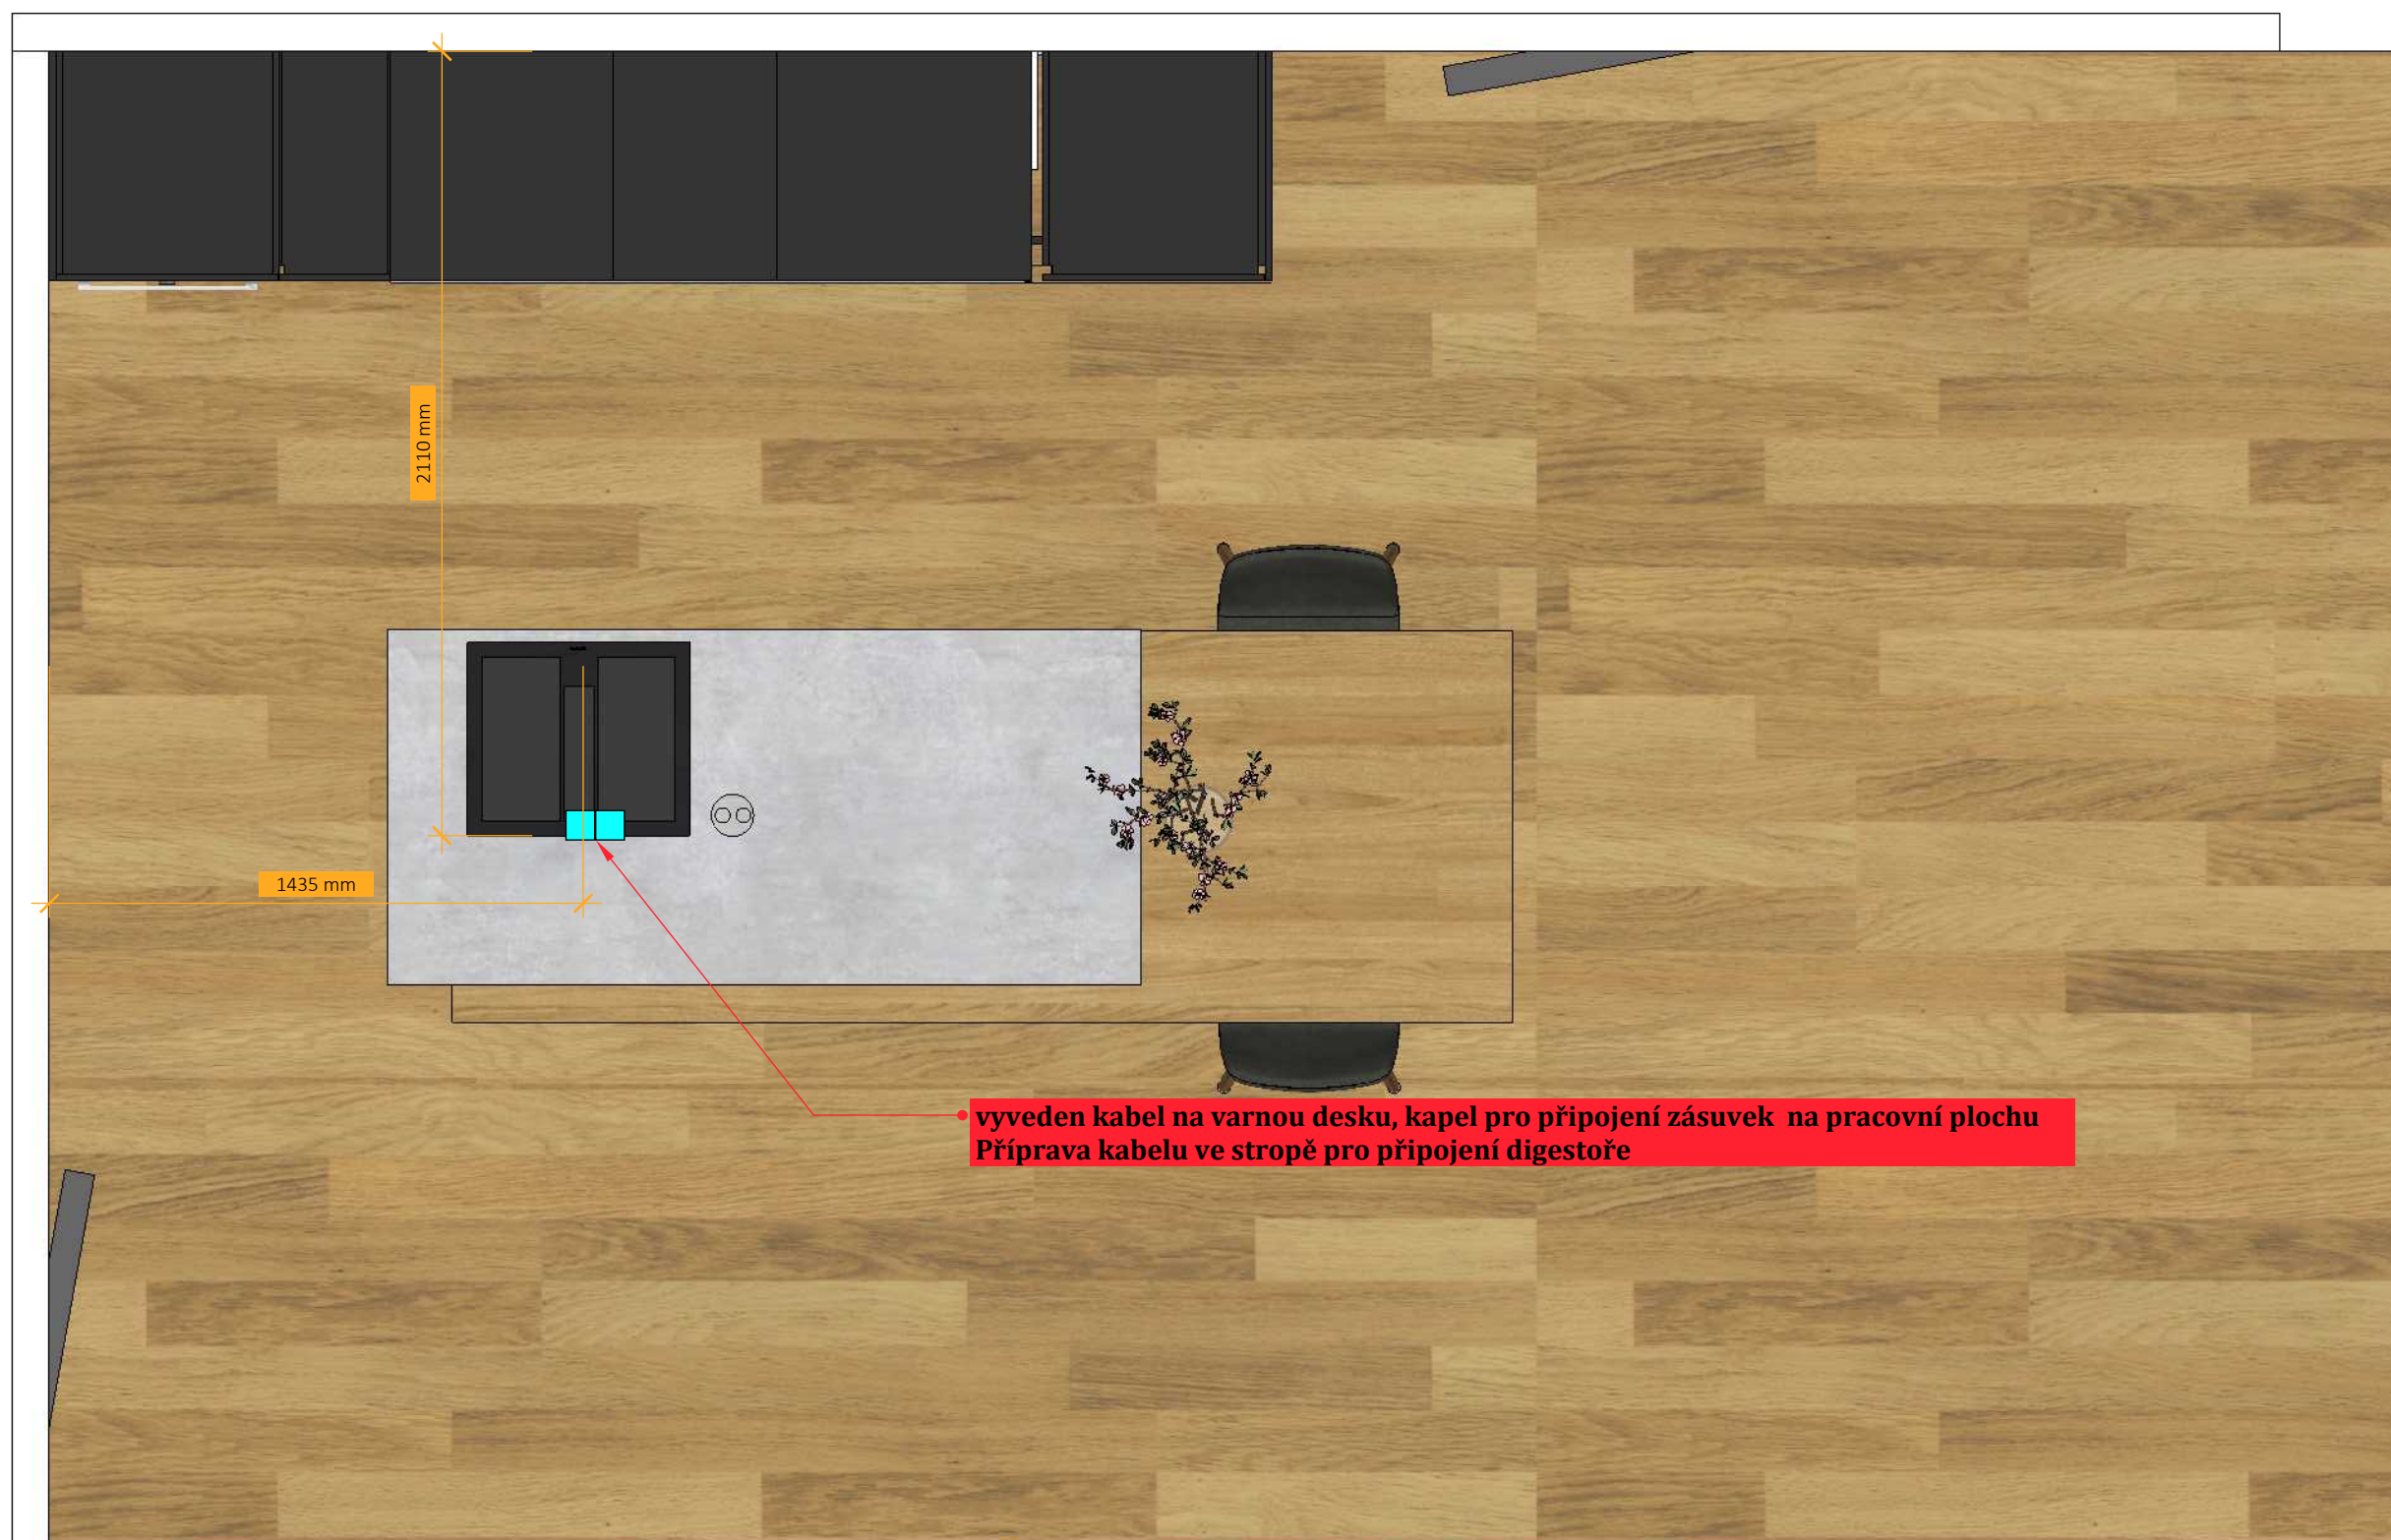 2110 mm
1435 mm
vyveden kabel na varnou desku, kapel pro připojení zásuvek na pracovní plochu
Příprava kabelu ve stropě pro připojení digestoře